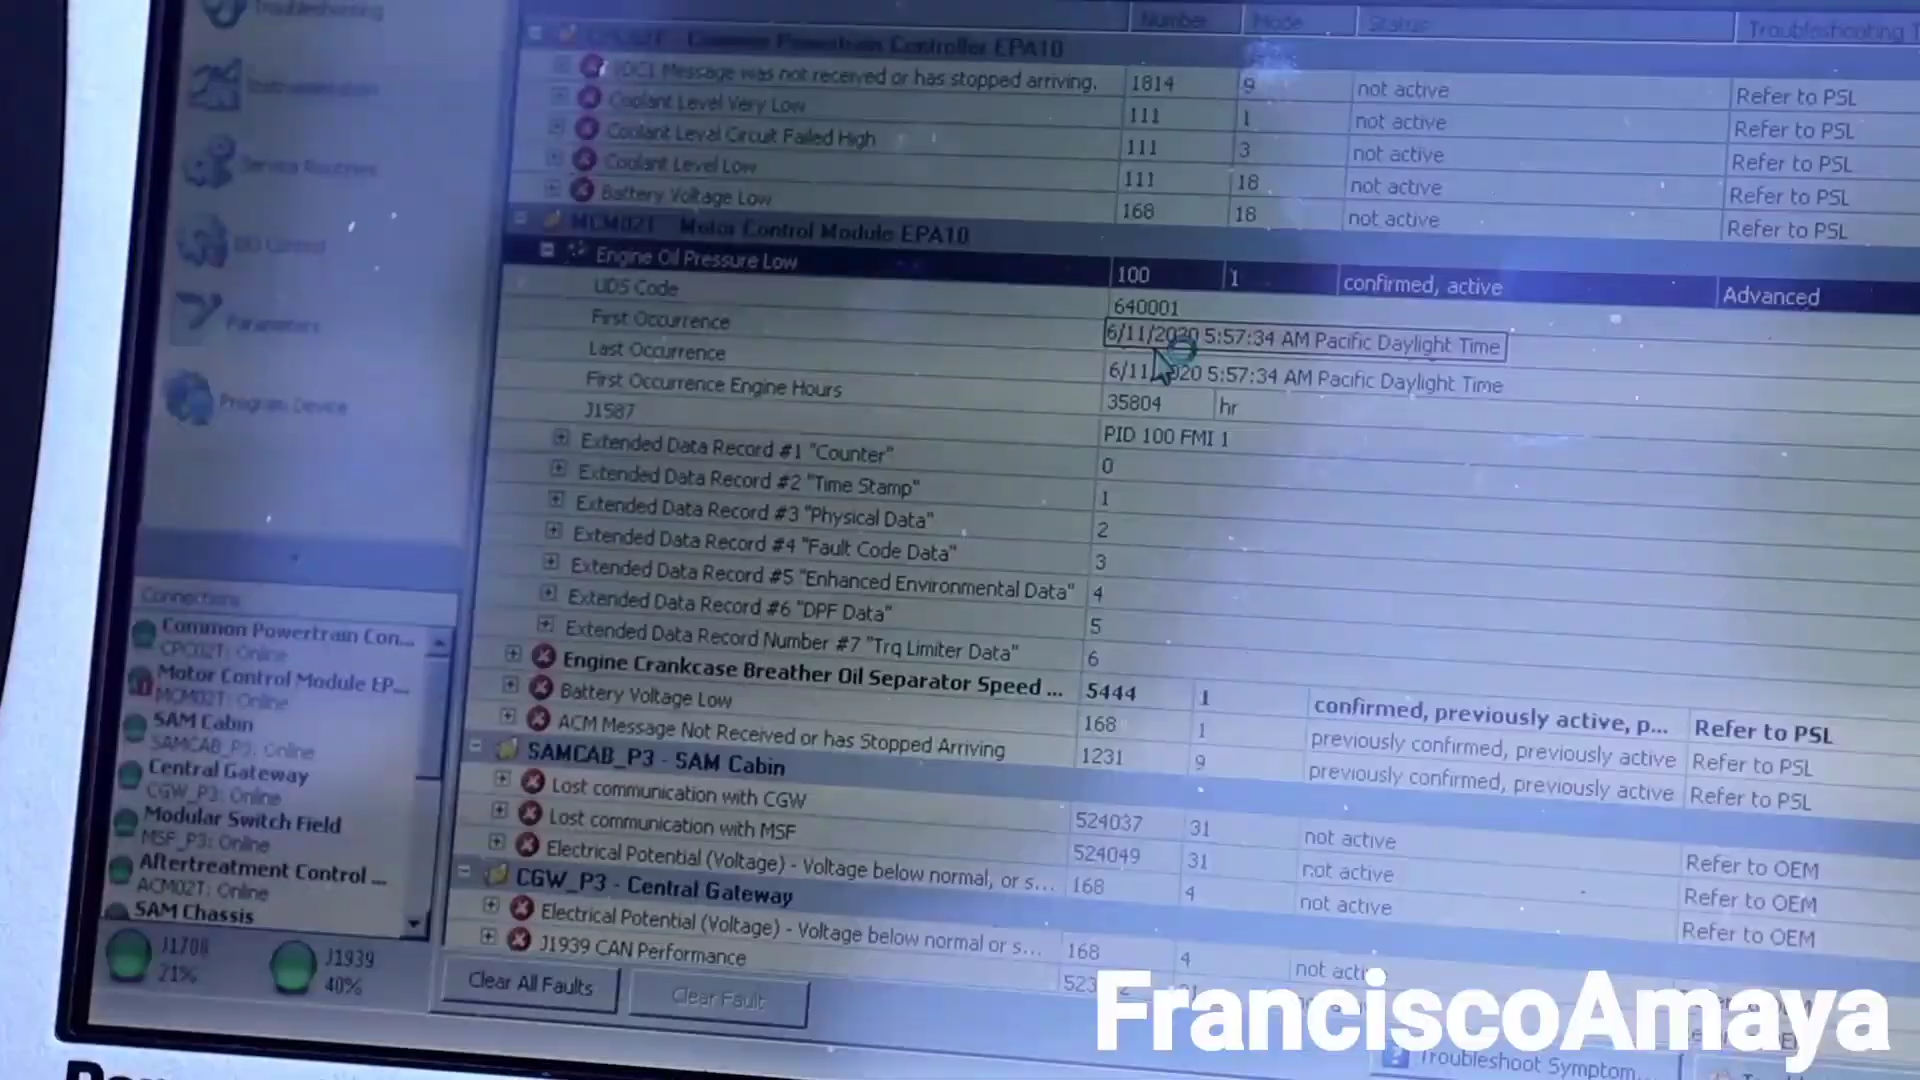 Troubleshooting
Instrumentation
Service Routines
Parameters
Program Device
Connections
Common Powertrain Con...
CPC02T: Online
Motor Control Module EP...
MCM02T: Online
SAM Cabin
SAMCAB_P3: Online
Central Gateway
CGW_P3: Online
Modular Switch Field
MSF_P3: Online
Aftertreatment Control ...
ACM02T: Online
SAM Chassis
J1708
21%
J1939
40%
Number Mode Status Troubleshooting
CPC02T - Common Powertrain Controller EPA10
Message was not received or has stopped arriving. 1814 9 not active Refer to PSL
Coolant Level Very Low 111 1 not active Refer to PSL
Coolant Level Circuit Failed High 111 3 not active Refer to PSL
Coolant Level Low 111 18 not active Refer to PSL
Battery Voltage Low 168 18 not active Refer to PSL
MCM02T - Motor Control Module EPA10
Engine Oil Pressure Low 100 1 confirmed, active Advanced
UDS Code 640001
First Occurrence 6/11/2020 5:57:34 AM Pacific Daylight Time
Last Occurrence 6/11/2020 5:57:34 AM Pacific Daylight Time
First Occurrence Engine Hours 35804 hr
J1587 PID 100 FMI 1
Extended Data Record #1 "Counter" 0
Extended Data Record #2 "Time Stamp" 1
Extended Data Record #3 "Physical Data" 2
Extended Data Record #4 "Fault Code Data" 3
Extended Data Record #5 "Enhanced Environmental Data" 4
Extended Data Record #6 "DPF Data" 5
Extended Data Record Number #7 "Trq Limiter Data" 6
Engine Crankcase Breather Oil Separator Speed ... 5444 1 confirmed, previously active, p... Refer to PSL
Battery Voltage Low 168 1 previously confirmed, previously active Refer to PSL
ACM Message Not Received or has Stopped Arriving 1231 9 previously confirmed, previously active Refer to PSL
SAMCAB_P3 - SAM Cabin
Lost communication with CGW 524037 31 not active Refer to OEM
Lost communication with MSF 524049 31 not active Refer to OEM
Electrical Potential (Voltage) - Voltage below normal, or s... 168 4 not active Refer to OEM
CGW_P3 - Central Gateway
Electrical Potential (Voltage) - Voltage below normal or s... 168 4 not active
J1939 CAN Performance
Clear All Faults Clear Fault
FranciscoAmaya
Troubleshoot Symptom...